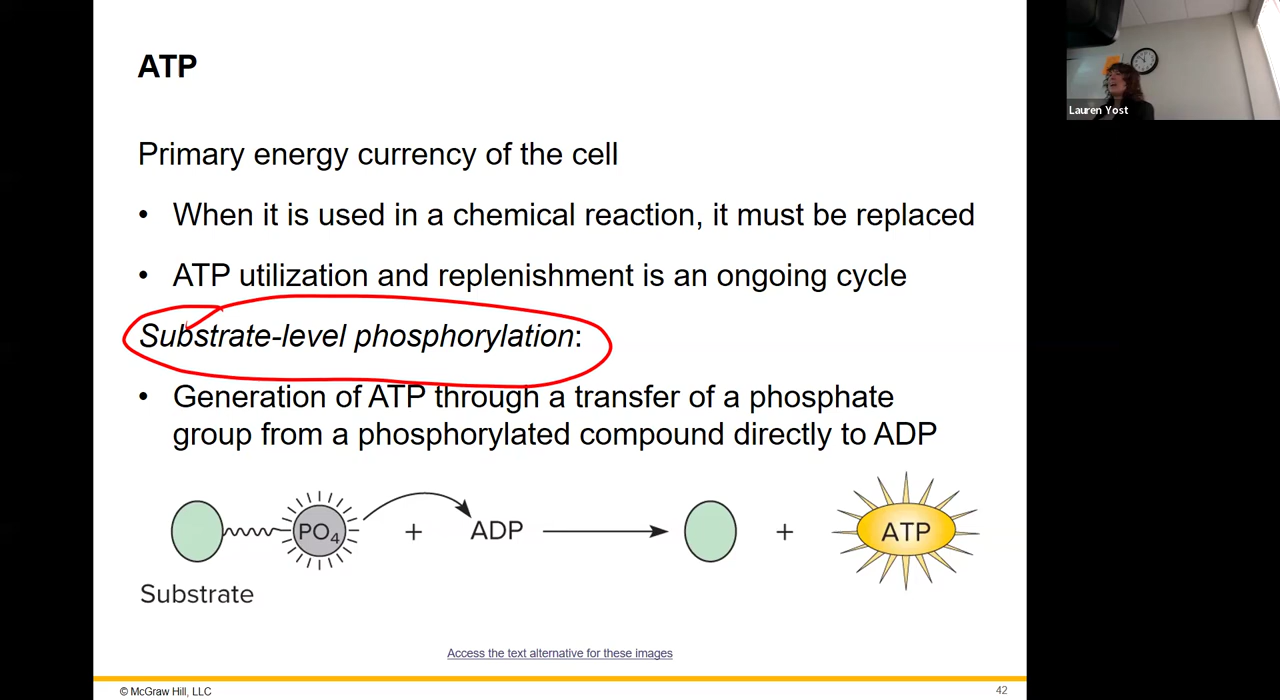 ATP
Primary energy currency of the cell
• When it is used in a chemical reaction, it must be replaced
• ATP utilization and replenishment is an ongoing cycle
Substrate-level phosphorylation:
• Generation of ATP through a transfer of a phosphate
group from a phosphorylated compound directly to ADP
PO4 + ADP + ATP
Substrate
Access the text alternative for these images
© McGraw Hill, LLC
42
Lauren Yost